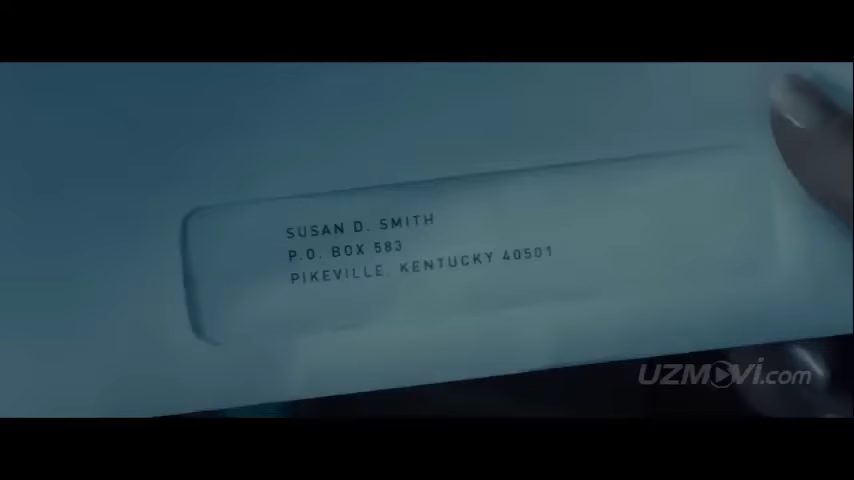 SUSAN D. SMITH
P.O. BOX 583
PIKEVILLE, KENTUCKY 40501
UZMOVi.com